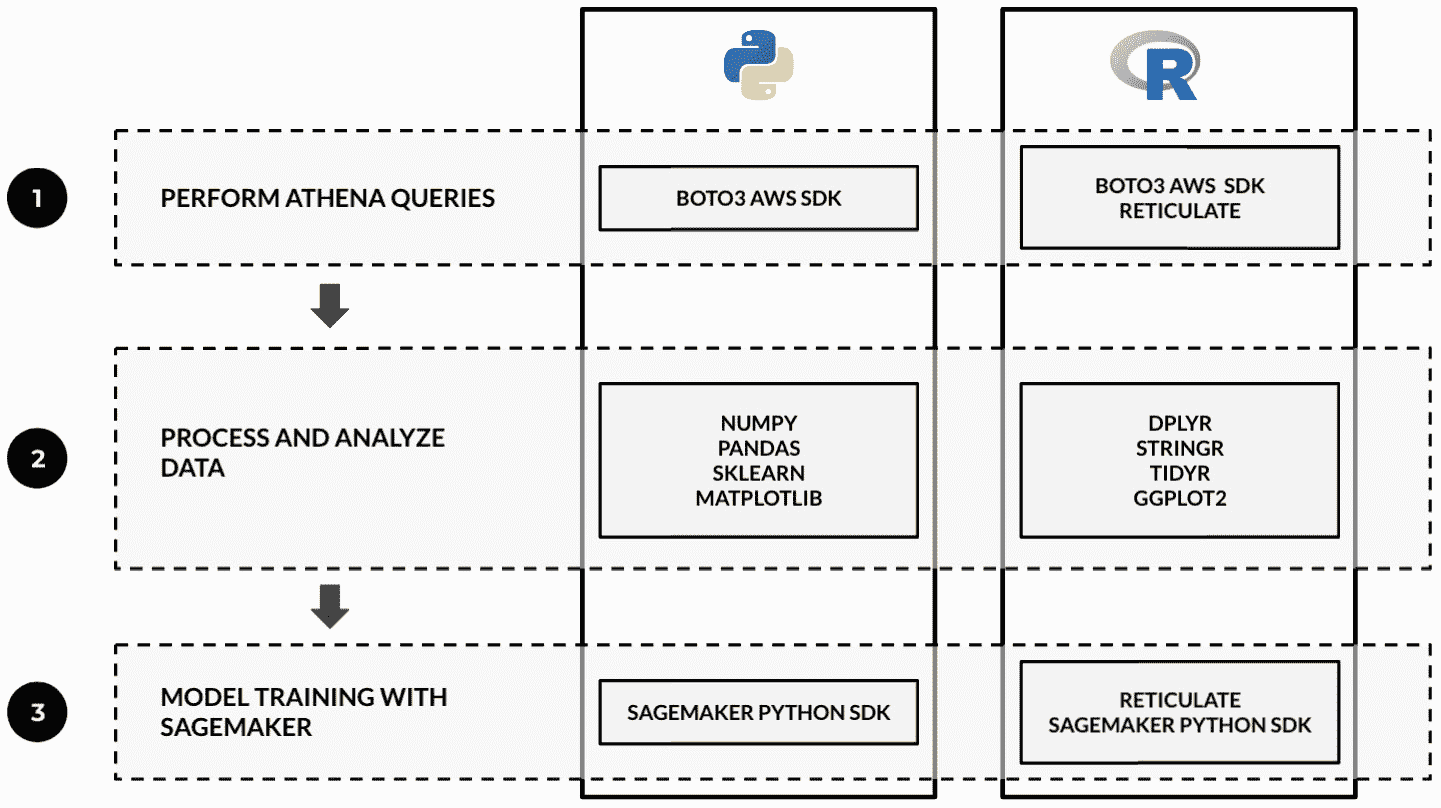 R
1
PERFORM ATHENA QUERIES
BOTO3 AWS SDK
BOTO3 AWS SDK
RETICULATE
2
PROCESS AND ANALYZE
DATA
NUMPY
PANDAS
SKLEARN
MATPLOTLIB
DPLYR
STRINGR
TIDYR
GGPLOT2
3
MODEL TRAINING WITH
SAGEMAKER
SAGEMAKER PYTHON SDK
RETICULATE
SAGEMAKER PYTHON SDK